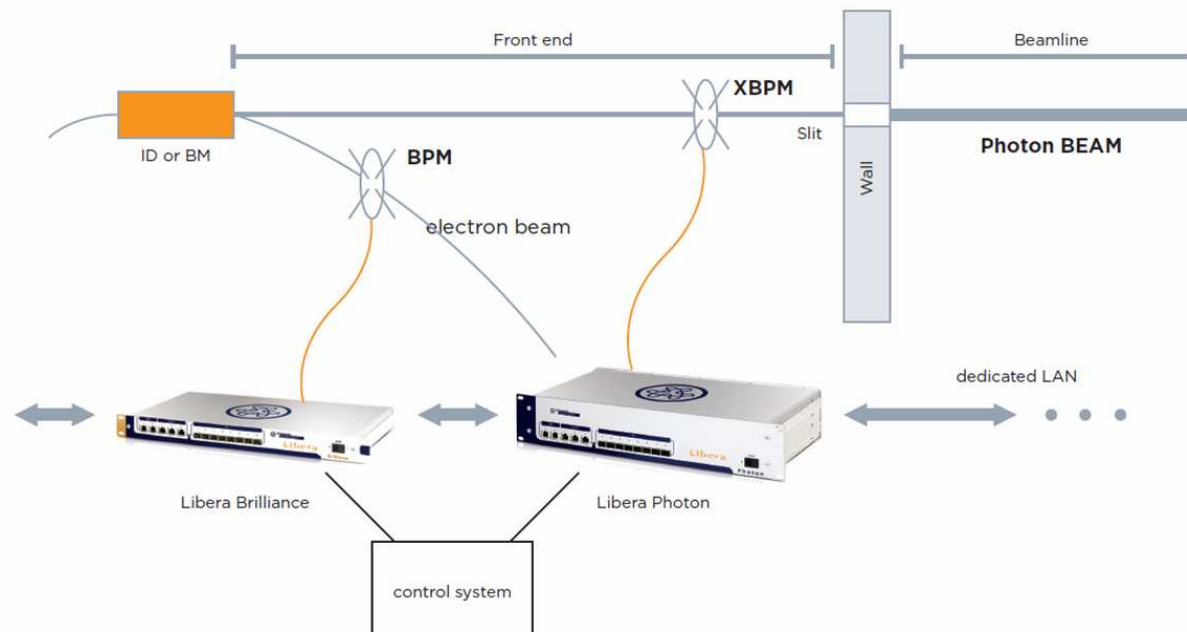 Front end
Beamline
XBPM
Slit
Photon BEAM
ID or BM
BPM
Wall
electron beam
dedicated LAN
Libera
Libera
PHOTON
Libera Brilliance
Libera Photon
control system